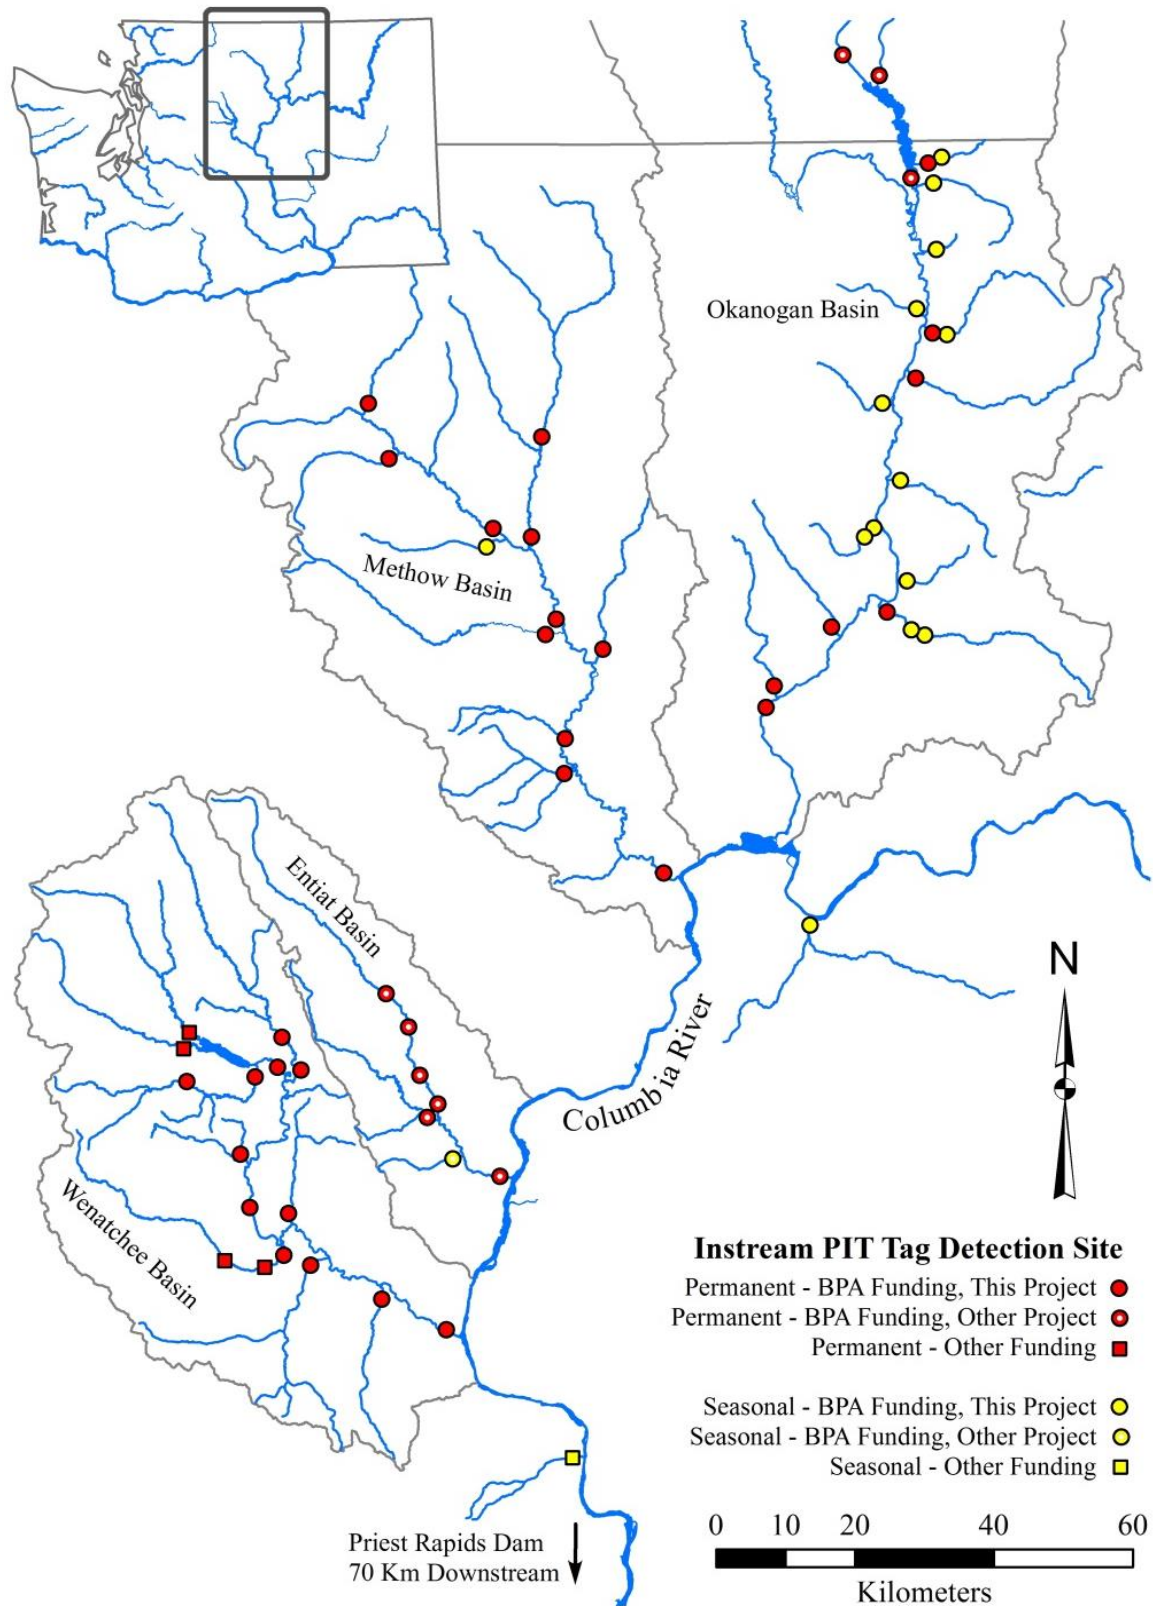 Okanogan Basin
Methow Basin
Entiat Basin
Columbia River
Wenatchee Basin
N
Instream PIT Tag Detection Site
Permanent - BPA Funding, This Project
Permanent - BPA Funding, Other Project
Permanent - Other Funding
Seasonal - BPA Funding, This Project
Seasonal - BPA Funding, Other Project
Seasonal - Other Funding
0 10 20 40 60
Kilometers
Priest Rapids Dam
70 Km Downstream